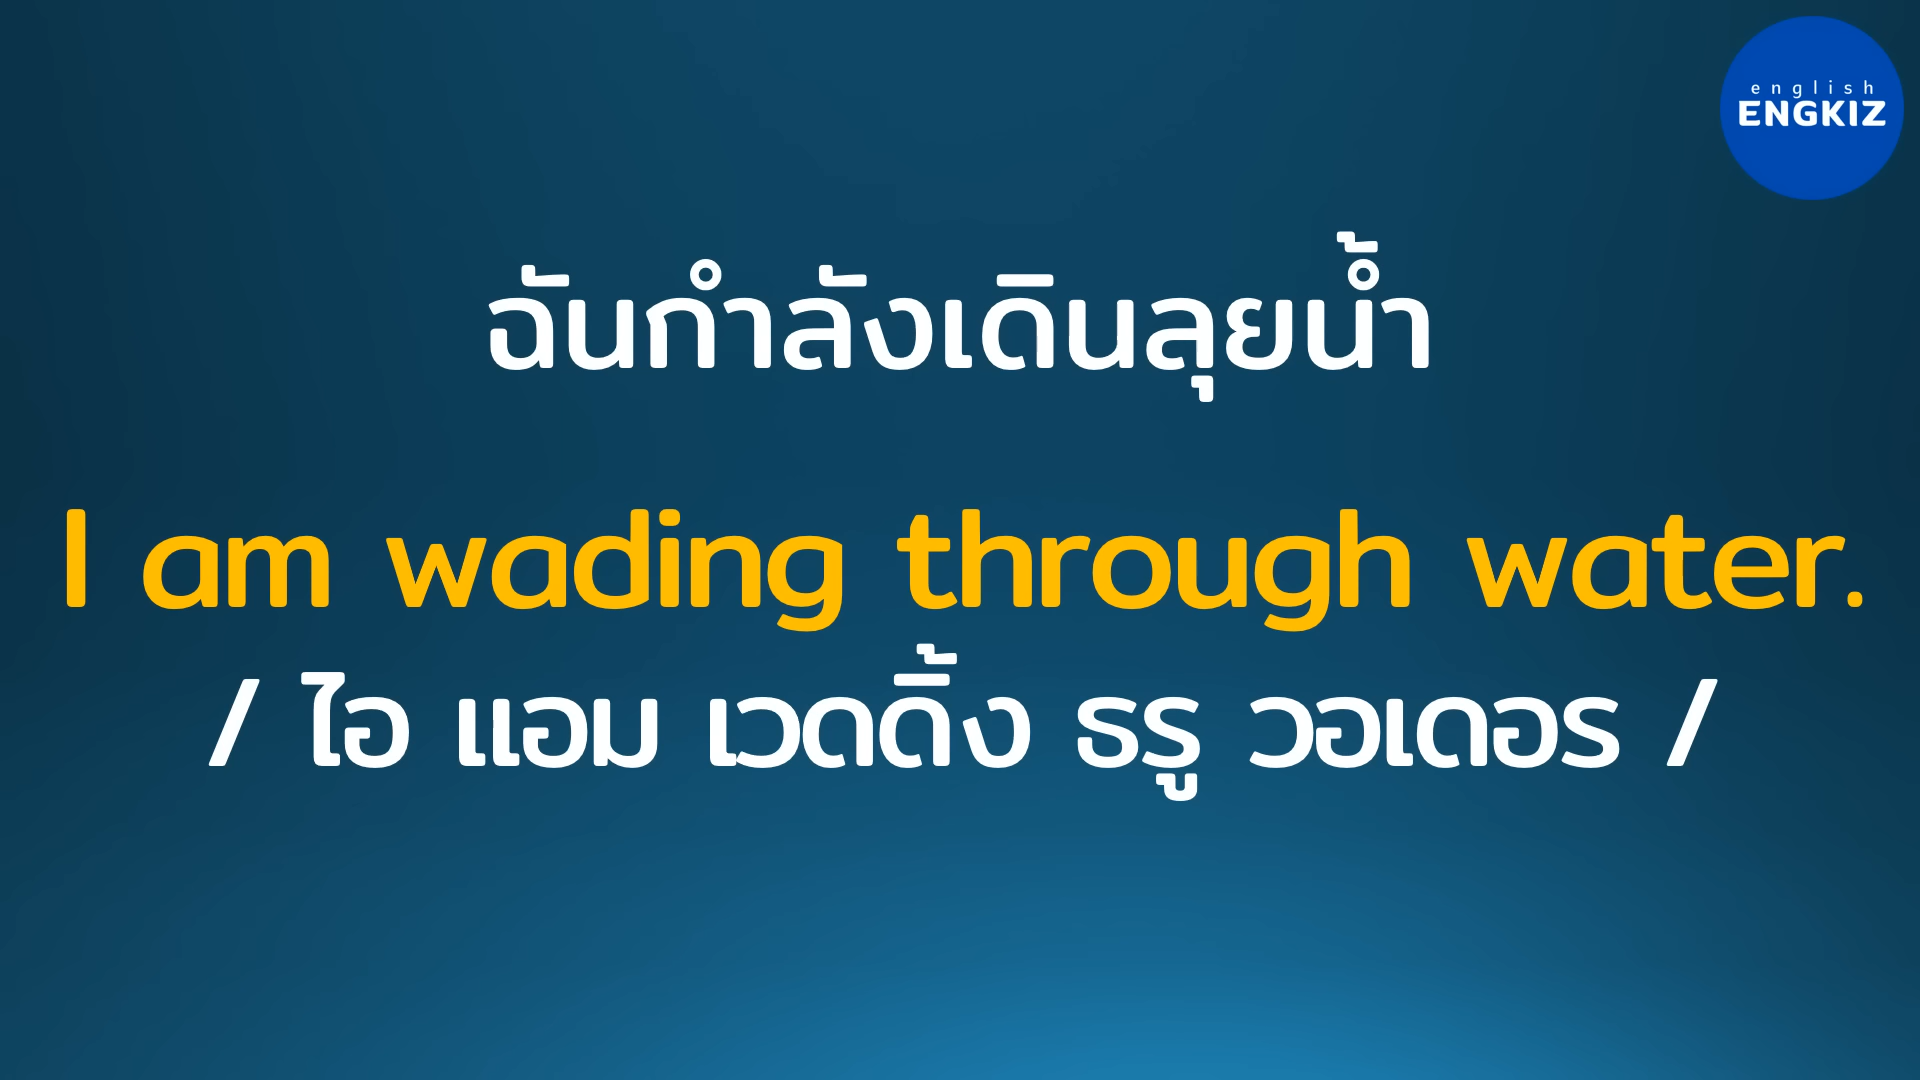 english
ENGKIZ
ฉันกำลังเดินลุยน้ำ
I am wading through water.
/ ไอ แอม เวดดิ้ง ธรู วอเดอร /